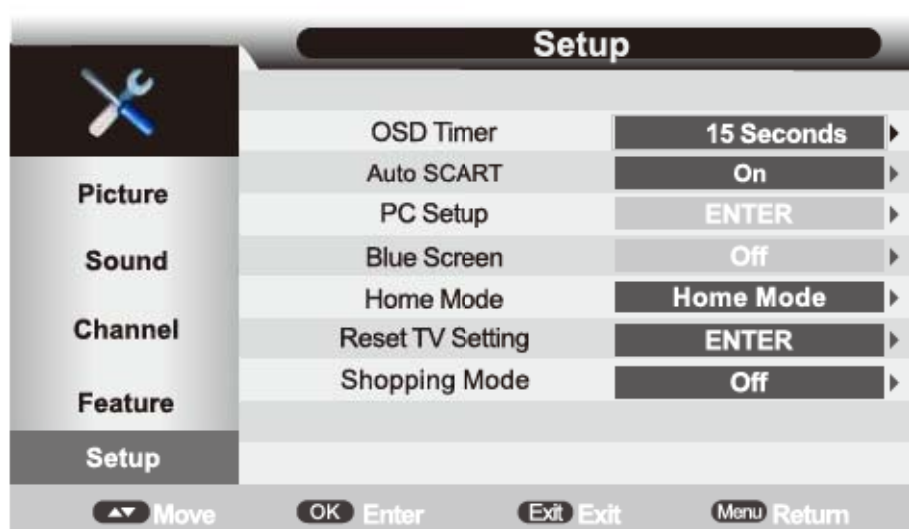 Setup
Picture
Sound
Channel
Feature
Setup
OSD Timer 15 Seconds
Auto SCART On
PC Setup ENTER
Blue Screen Off
Home Mode Home Mode
Reset TV Setting ENTER
Shopping Mode Off
Move OK Enter Exit Exit Menu Return